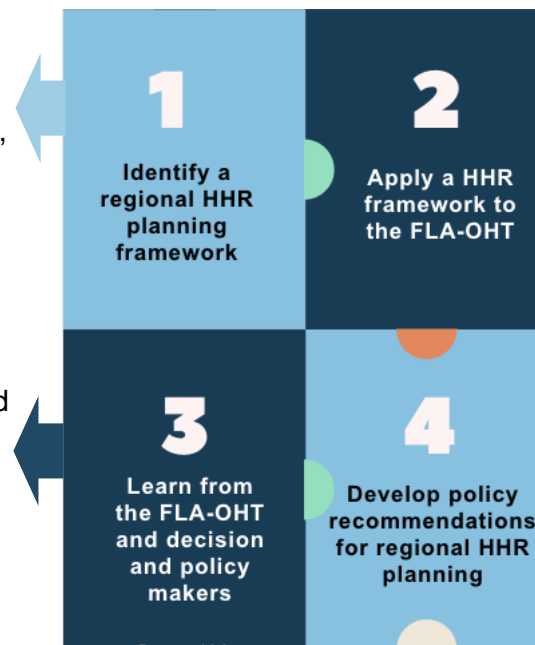 1
Identify a
regional HHR
planning
framework
2
Apply a HHR
framework to
the FLA-OHT
3
Learn from
the FLA-OHT
and decision
and policy
makers
4
Develop policy
recommendations
for regional HHR
planning